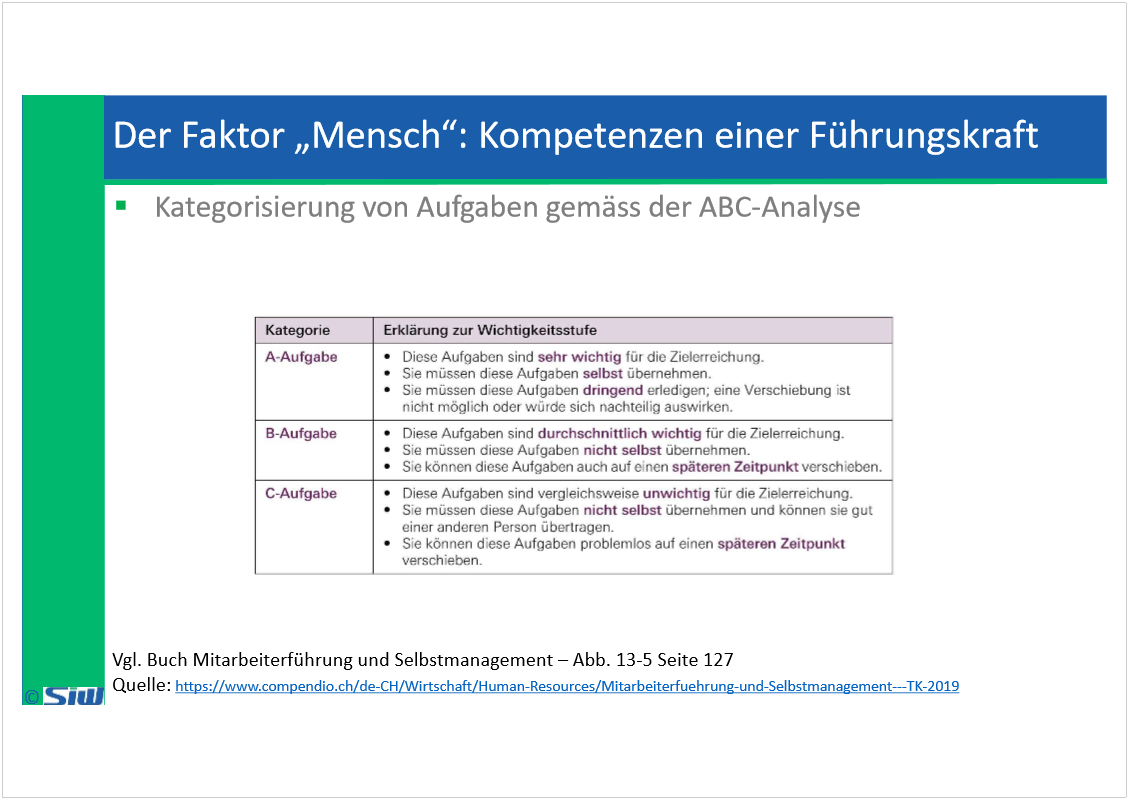 Der Faktor „Mensch“: Kompetenzen einer Führungskraft
Kategorisierung von Aufgaben gemäss der ABC-Analyse
Kategorie
Erklärung zur Wichtigkeitsstufe
A-Aufgabe
• Diese Aufgaben sind sehr wichtig für die Zielerreichung.
• Sie müssen diese Aufgaben selbst übernehmen.
• Sie müssen diese Aufgaben dringend erledigen; eine Verschiebung ist
nicht möglich oder würde sich nachteilig auswirken.
B-Aufgabe
• Diese Aufgaben sind durchschnittlich wichtig für die Zielerreichung.
• Sie müssen diese Aufgaben nicht selbst übernehmen.
• Sie können diese Aufgaben auch auf einen späteren Zeitpunkt verschieben.
C-Aufgabe
• Diese Aufgaben sind vergleichsweise unwichtig für die Zielerreichung.
• Sie müssen diese Aufgaben nicht selbst übernehmen und können sie gut
einer anderen Person übertragen.
• Sie können diese Aufgaben problemlos auf einen späteren Zeitpunkt
verschieben.
Vgl. Buch Mitarbeiterführung und Selbstmanagement – Abb. 13-5 Seite 127
Quelle: https://www.compendio.ch/de-CH/Wirtschaft/Human-Resources/Mitarbeiterfuehrung-und-Selbstmanagement---TK-2019
© SIW